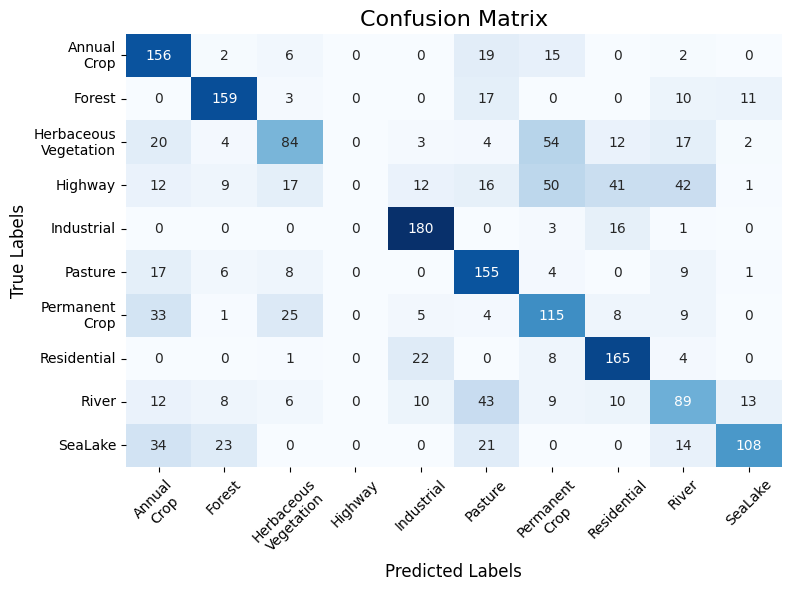 Confusion Matrix
True Labels
Annual
Crop
156 2 6 0 0 19 15 0 2 0
Forest
0 159 3 0 0 17 0 0 10 11
Herbaceous
Vegetation
20 4 84 0 3 4 54 12 17 2
Highway
12 9 17 0 12 16 50 41 42 1
Industrial
0 0 0 0 180 0 3 16 1 0
Pasture
17 6 8 0 0 155 4 0 9 1
Permanent
Crop
33 1 25 0 5 4 115 8 9 0
Residential
0 0 1 0 22 0 8 165 4 0
River
12 8 6 0 10 43 9 10 89 13
SeaLake
34 23 0 0 0 21 0 0 14 108
Annual
Crop
Forest
Herbaceous
Vegetation
Highway
Industrial
Pasture
Permanent
Crop
Residential
River
SeaLake
Predicted Labels